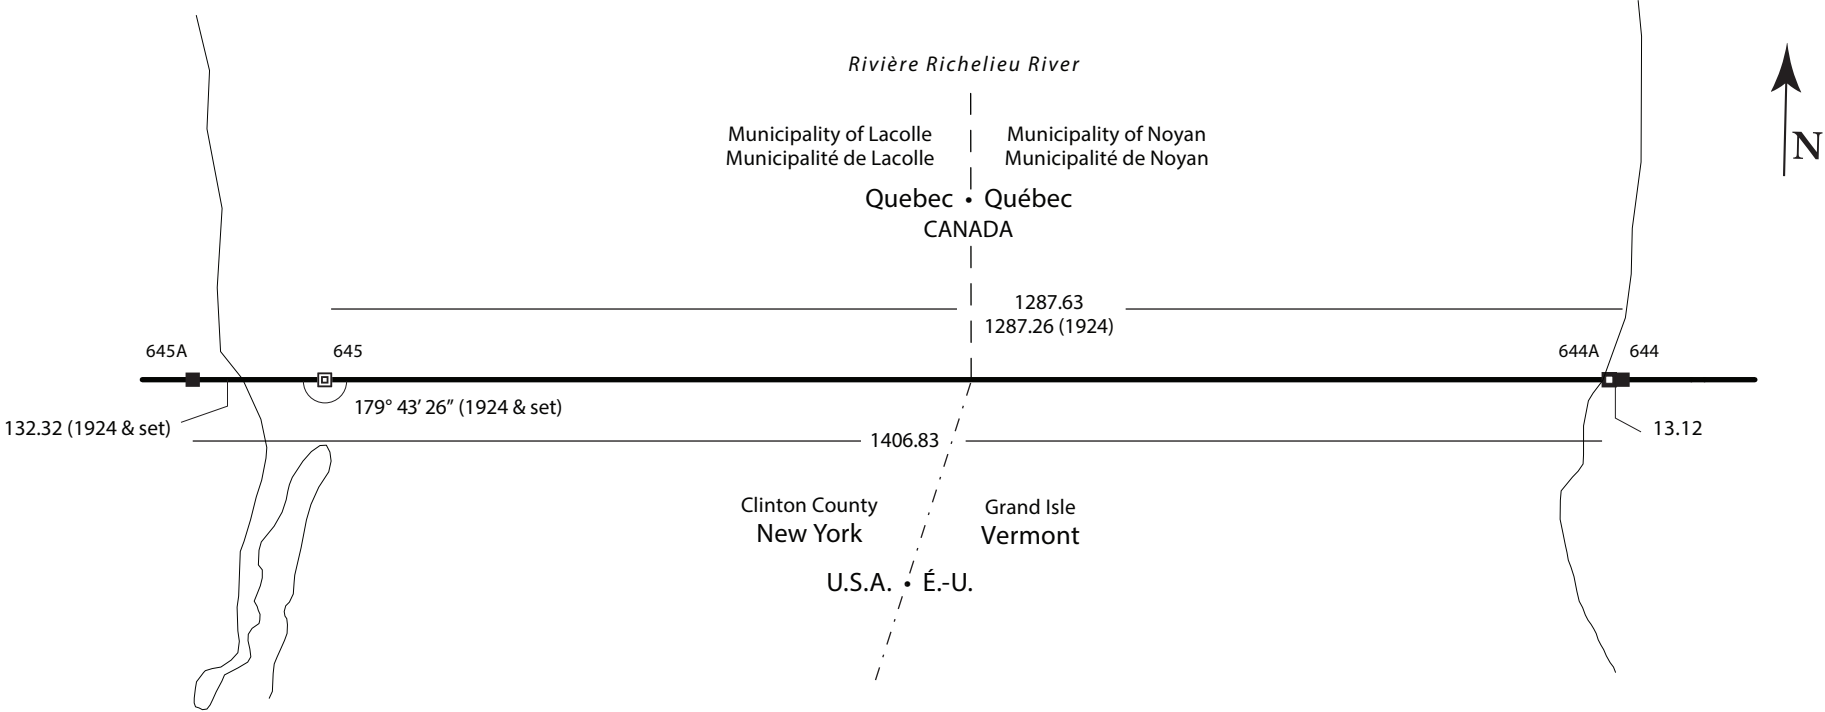 Rivière Richelieu River
Municipality of Lacolle
Municipalité de Lacolle
Municipality of Noyan
Municipalité de Noyan
N
Quebec • Québec
CANADA
1287.63
1287.26 (1924)
645A
645
644A
644
179° 43′ 26″ (1924 & set)
132.32 (1924 & set)
1406.83
13.12
Clinton County
New York
Grand Isle
Vermont
U.S.A. • É.-U.